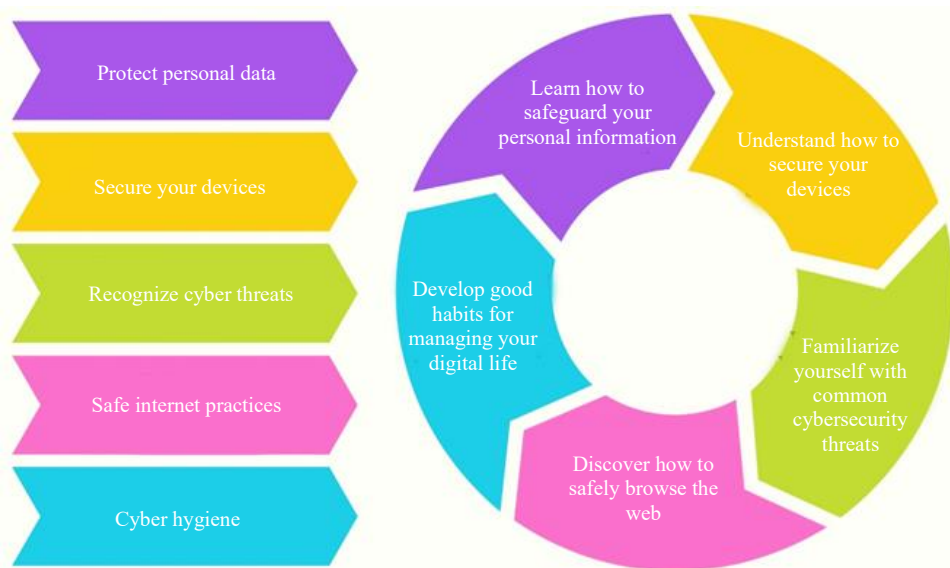 Protect personal data
Secure your devices
Recognize cyber threats
Safe internet practices
Cyber hygiene
Learn how to
safeguard your
personal information
Understand how to
secure your
devices
Familiarize
yourself with
common
cybersecurity
threats
Discover how to
safely browse the
web
Develop good
habits for
managing your
digital life